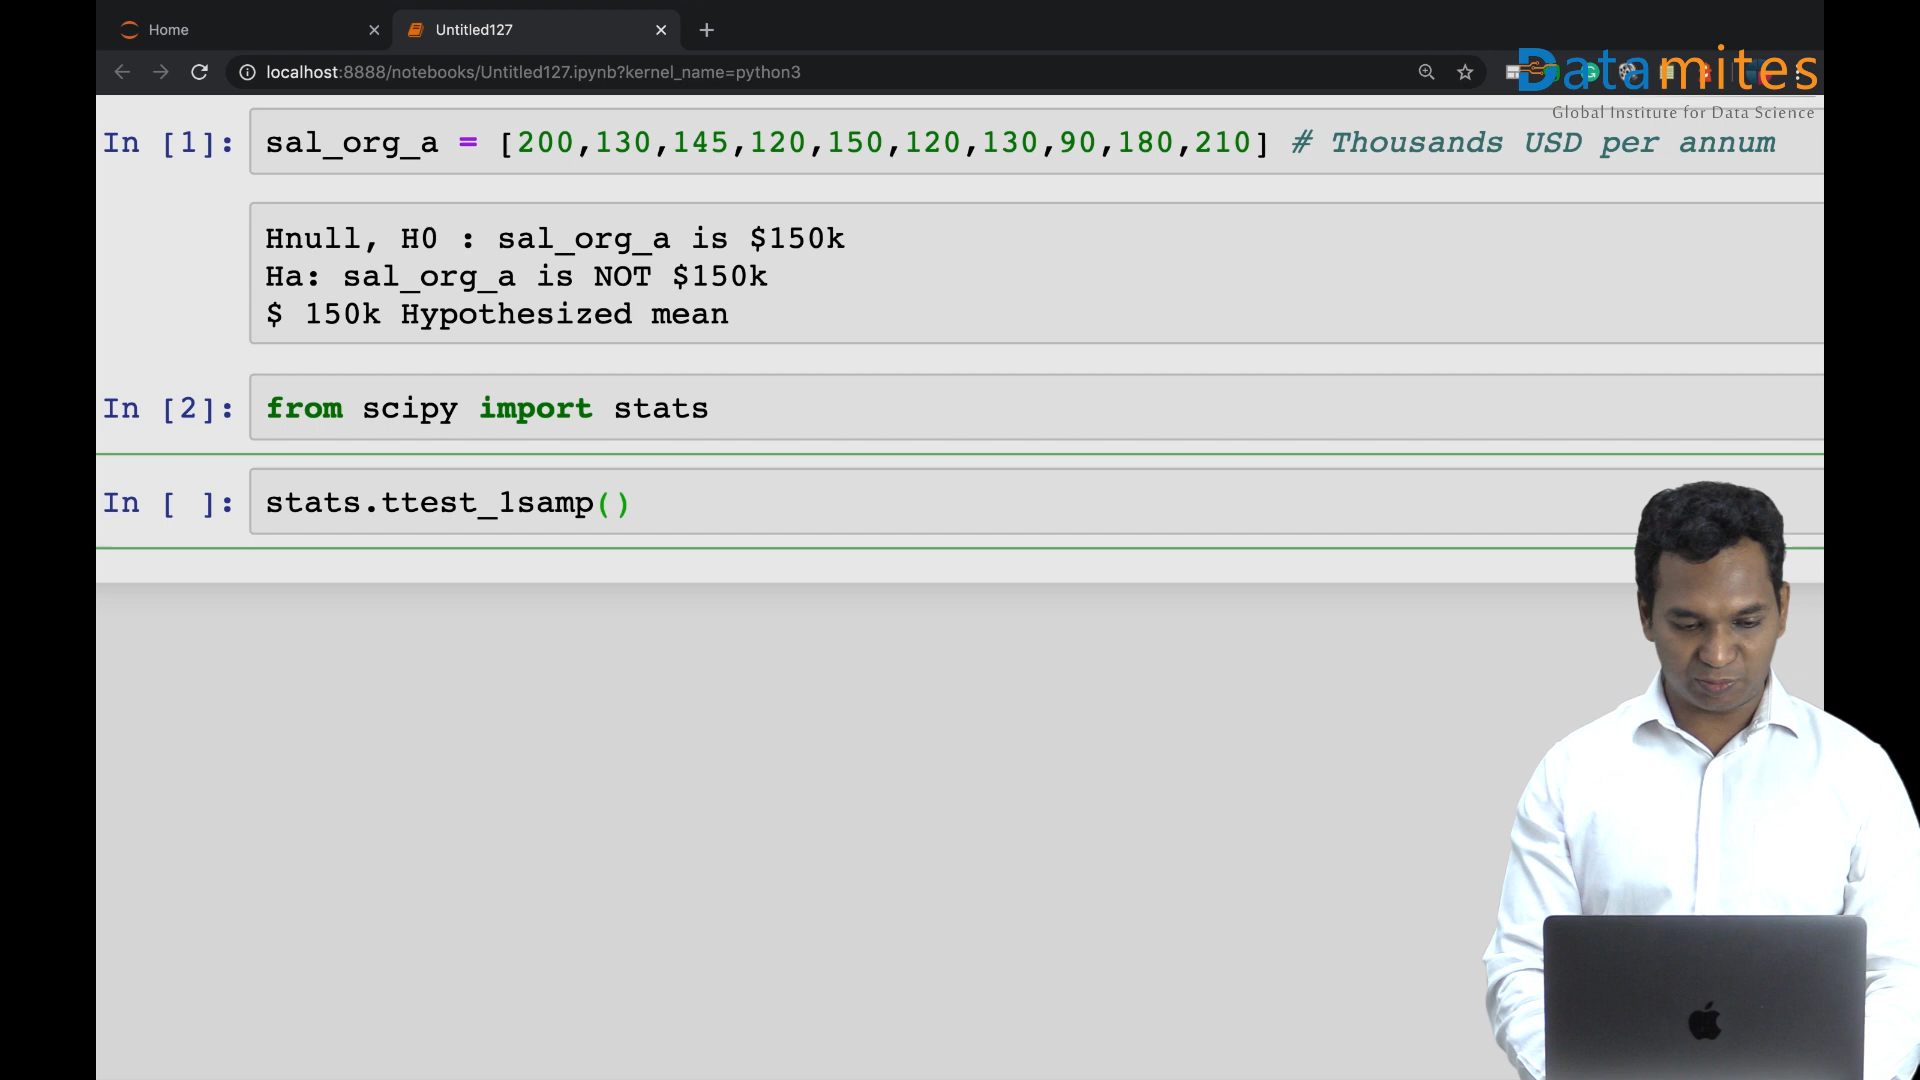 Home
Untitled127
localhost:8888/notebooks/Untitled127.ipynb?kernel_name=python3
Datamites
Global Institute for Data Science
In [1]: sal_org_a = [200,130,145,120,150,120,130,90,180,210] # Thousands USD per annum
Hnull, H0 : sal_org_a is $150k
Ha: sal_org_a is NOT $150k
$ 150k Hypothesized mean
In [2]: from scipy import stats
In [ ]: stats.ttest_1samp()